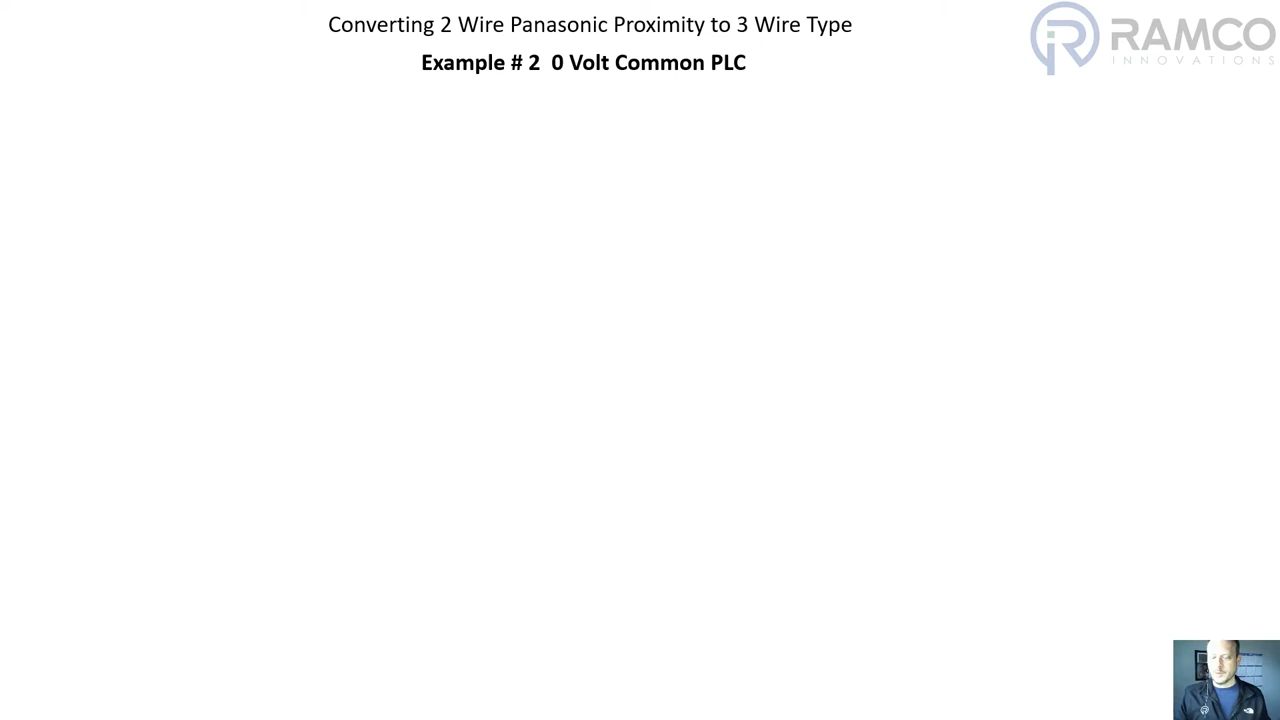 Converting 2 Wire Panasonic Proximity to 3 Wire Type
Example # 2  0 Volt Common PLC
RAMCO
INNOVATIONS